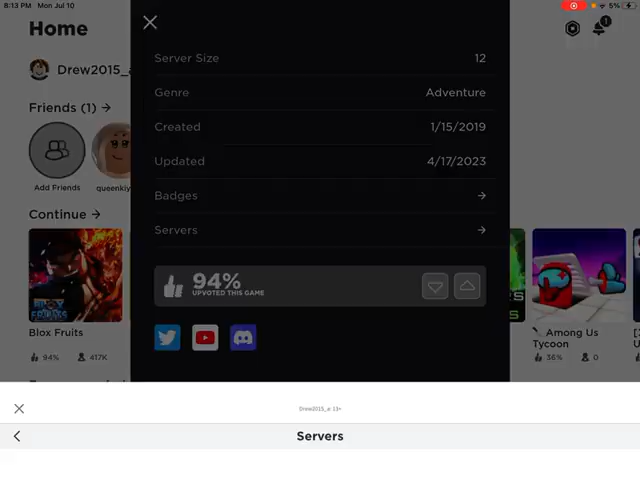 8:13 PM Mon Jul 10
5%
Home
1
Drew2015_a
Friends (1) →
Add Friends
queenkiy
Continue →
Blox Fruits
94% 417K
Among Us
Tycoon
36% 0
Server Size 12
Genre Adventure
Created 1/15/2019
Updated 4/17/2023
Badges →
Servers →
94%
UPVOTED THIS GAME
Drew2015_a: 13+
Servers